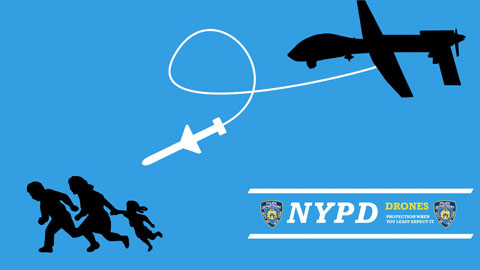 NYPD
DRONES
PROTECTION WHEN
YOU LEAST EXPECT IT